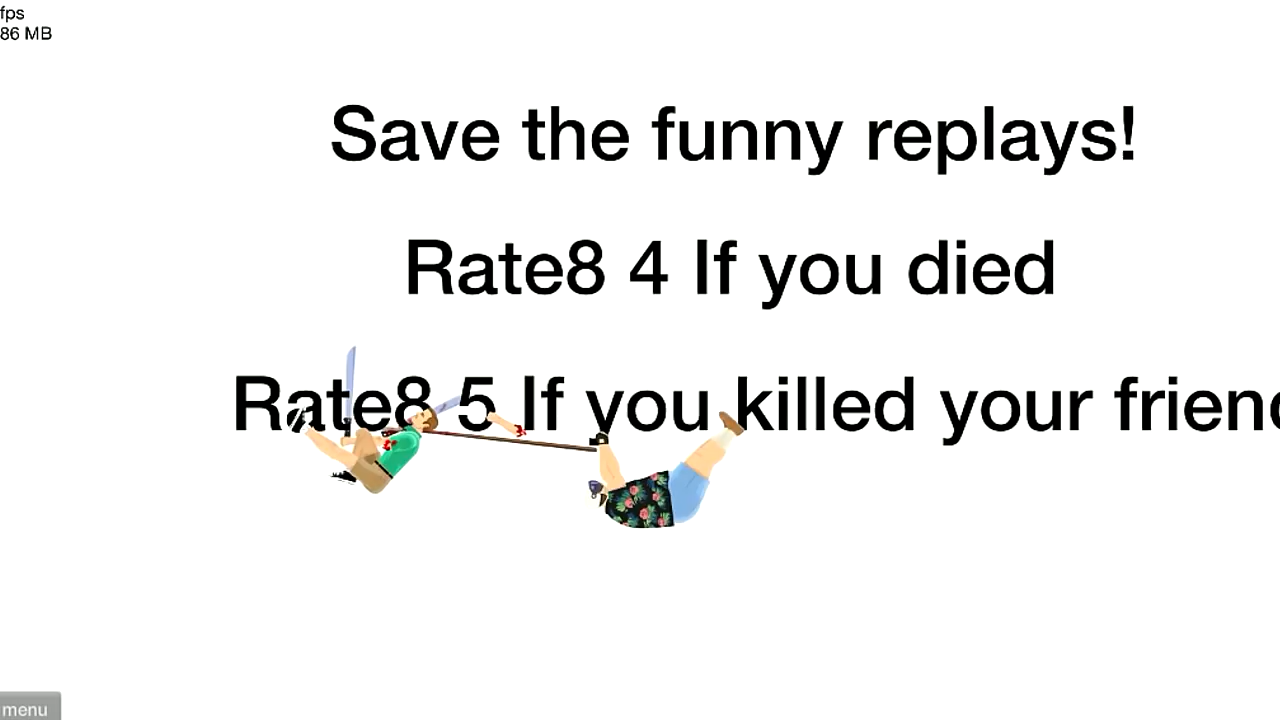 fps
86 MB
Save the funny replays!
Rate8 4 If you died
Rate8 5 If you killed your frien
menu